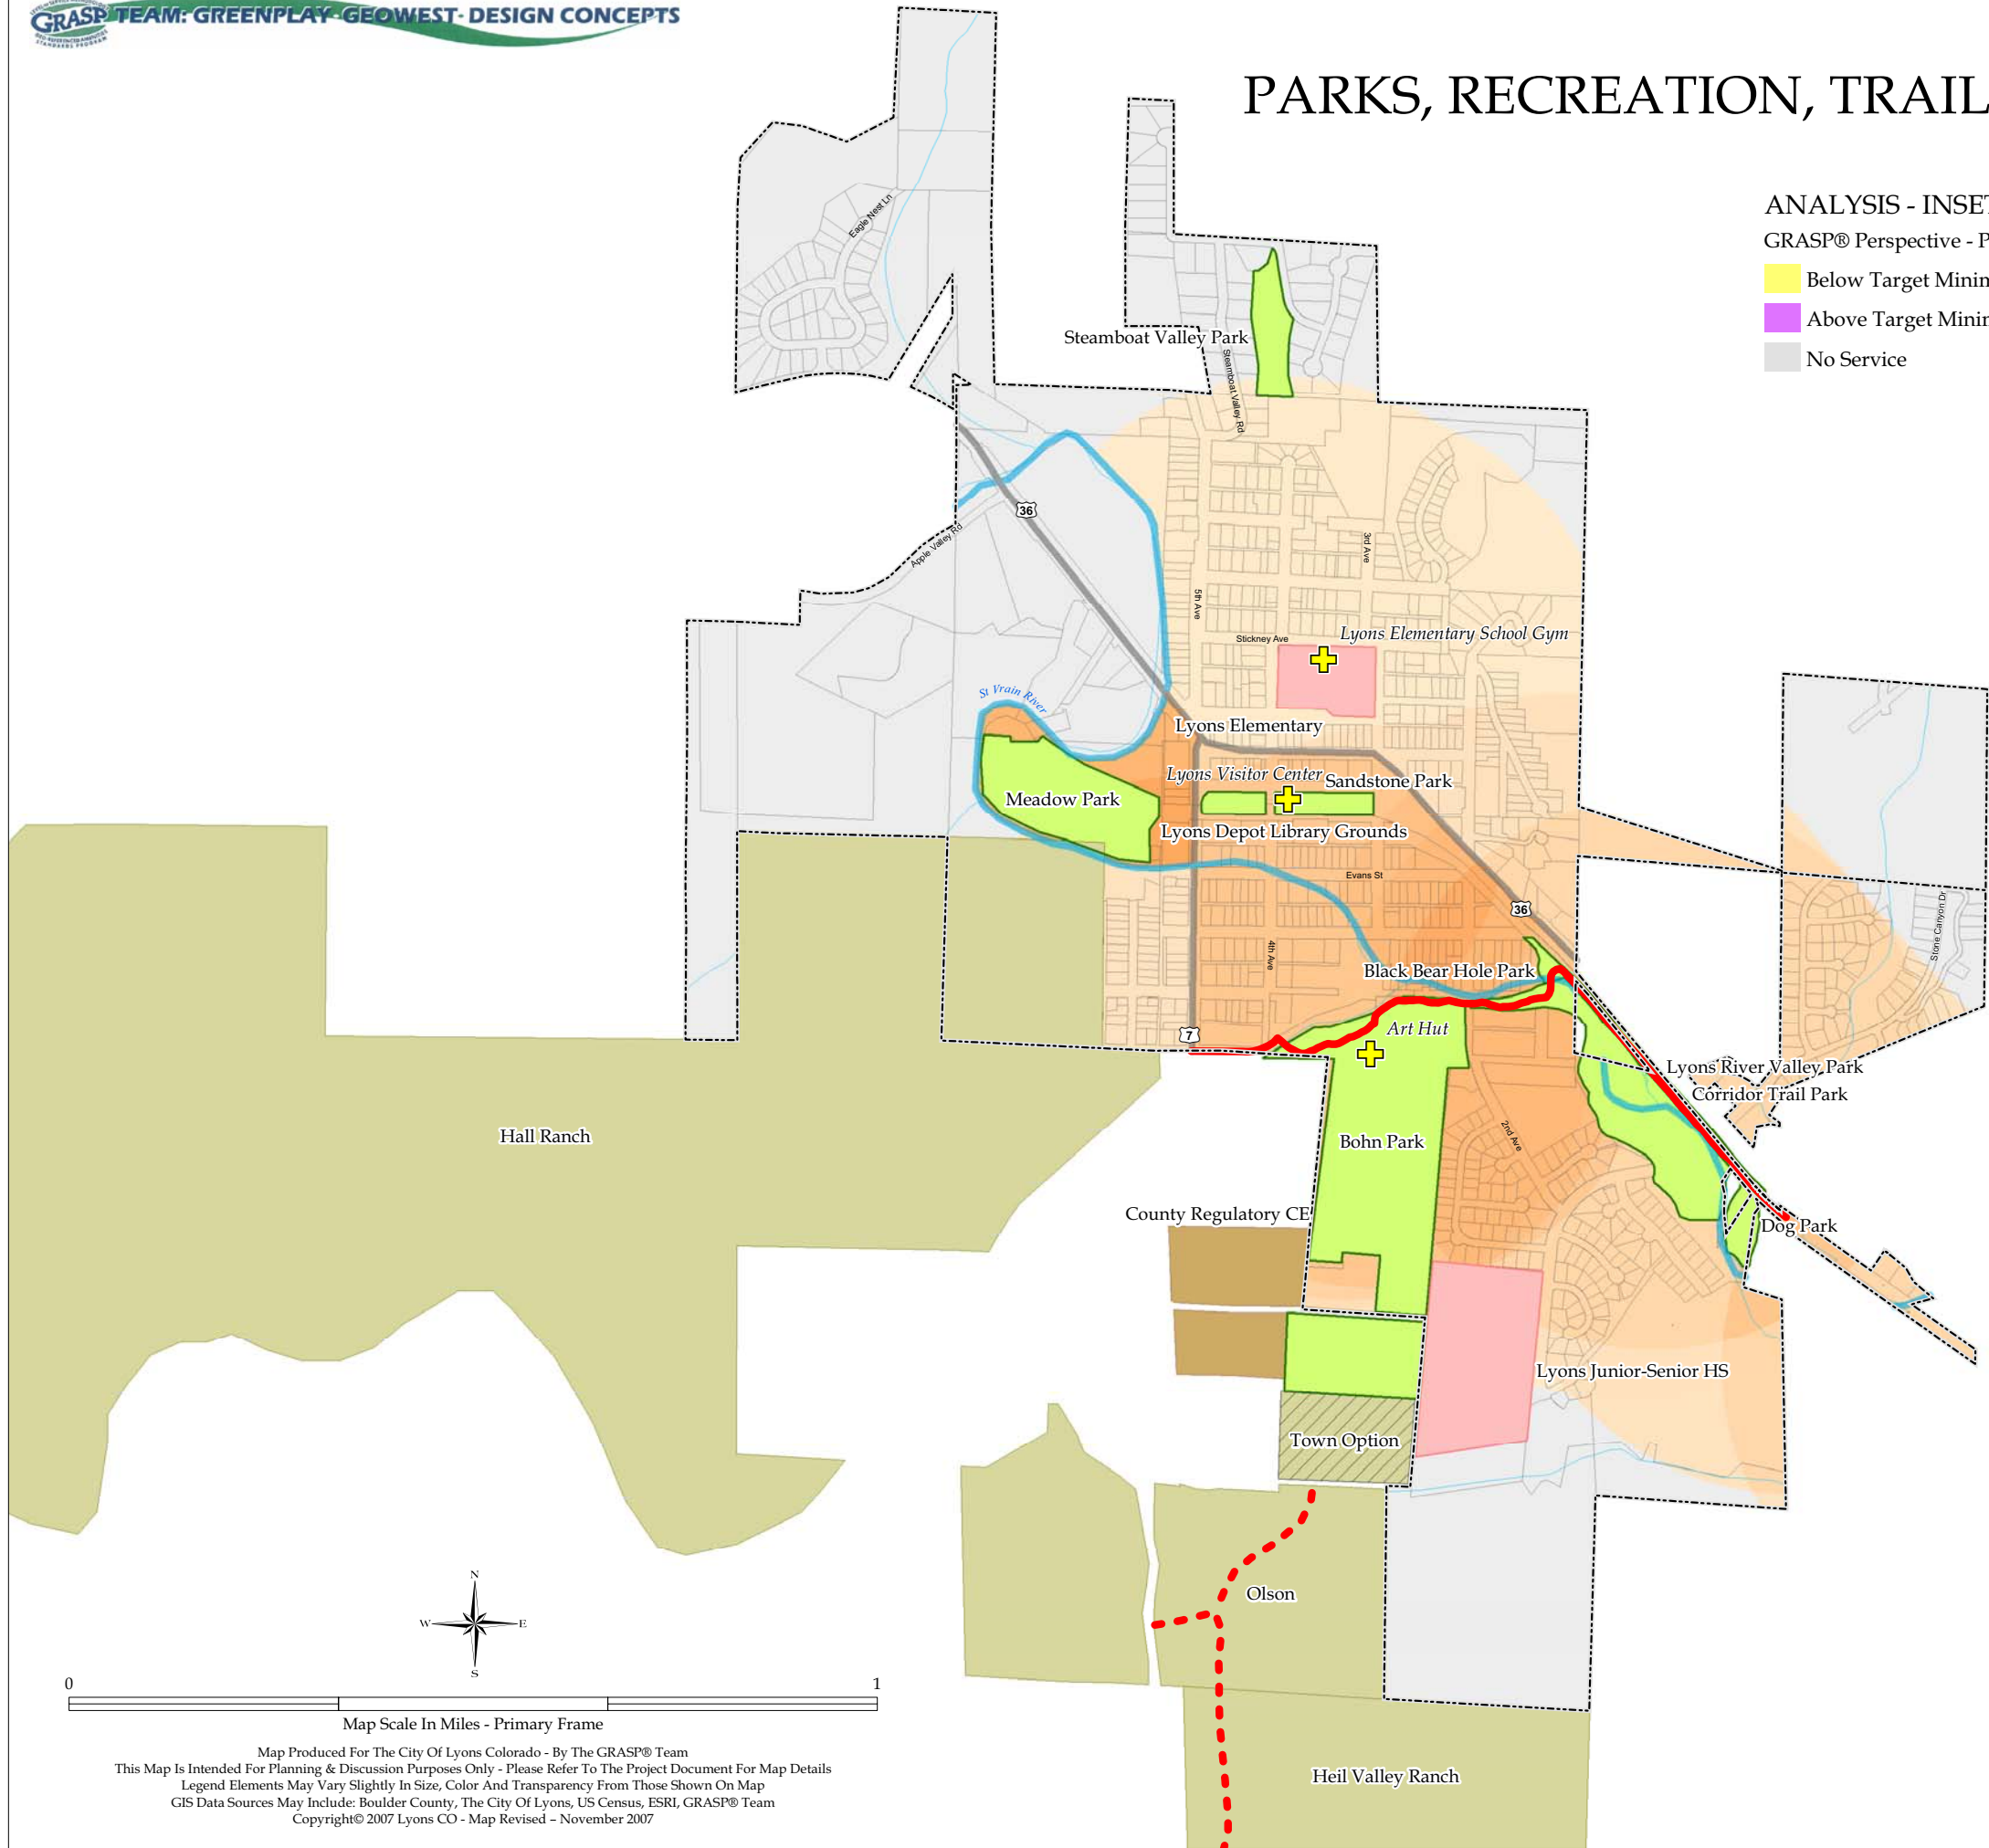 GRASP TEAM: GREENPLAY - GEOWEST - DESIGN CONCEPTS
PARKS, RECREATION, TRAIL
ANALYSIS - INSET
GRASP® Perspective - P
Below Target Minim
Above Target Minim
No Service
Eagle Nest Ln
Steamboat Valley Park
Steamboat Valley Rd
36
Apple Valley Rd
3rd Ave
5th Ave
Stickney Ave
Lyons Elementary School Gym
St Vrain River
Lyons Elementary
Lyons Visitor Center
Sandstone Park
Meadow Park
Lyons Depot Library Grounds
Evans St
36
Stone Canyon Dr
4th Ave
Black Bear Hole Park
7
Art Hut
Lyons River Valley Park
Corridor Trail Park
Hall Ranch
Bohn Park
2nd Ave
County Regulatory CE
Dog Park
Lyons Junior-Senior HS
Town Option
Olson
N
W
E
S
0
1
Map Scale In Miles - Primary Frame
Heil Valley Ranch
Map Produced For The City Of Lyons Colorado - By The GRASP® Team
This Map Is Intended For Planning & Discussion Purposes Only - Please Refer To The Project Document For Map Details
Legend Elements May Vary Slightly In Size, Color And Transparency From Those Shown On Map
GIS Data Sources May Include: Boulder County, The City Of Lyons, US Census, ESRI, GRASP® Team
Copyright© 2007 Lyons CO - Map Revised – November 2007